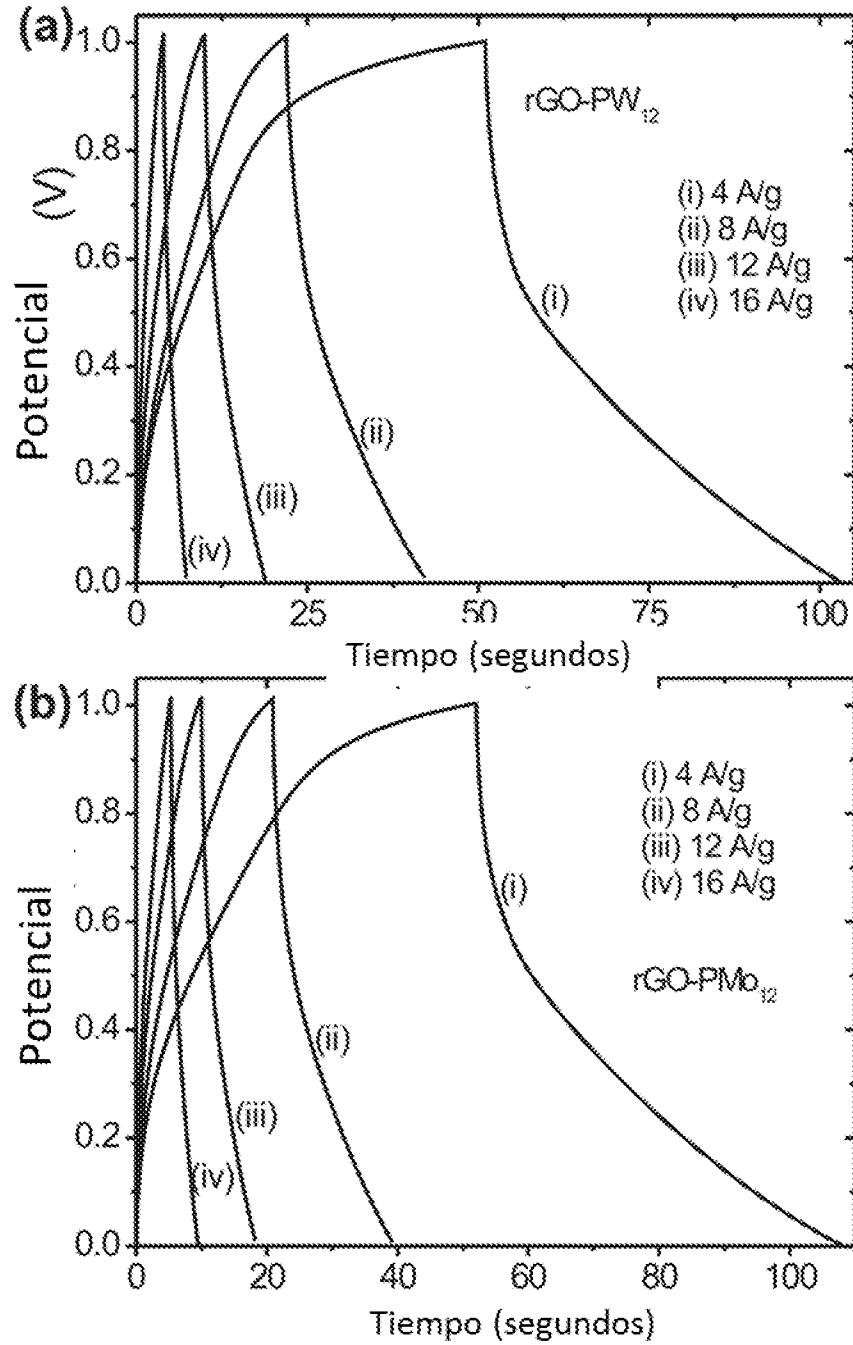 (a)
1.0
0.8
0.6
0.4
0.2
0.0
Potencial
(V)
rGO-PW₁₂
(i) 4 A/g
(ii) 8 A/g
(iii) 12 A/g
(iv) 16 A/g
(i)
(ii)
(iii)
(iv)
0 25 50 75 100
Tiempo (segundos)
(b)
1.0
0.8
0.6
0.4
0.2
0.0
Potencial
(i) 4 A/g
(ii) 8 A/g
(iii) 12 A/g
(iv) 16 A/g
rGO-PMo₁₂
(i)
(ii)
(iii)
(iv)
0 20 40 60 80 100
Tiempo (segundos)